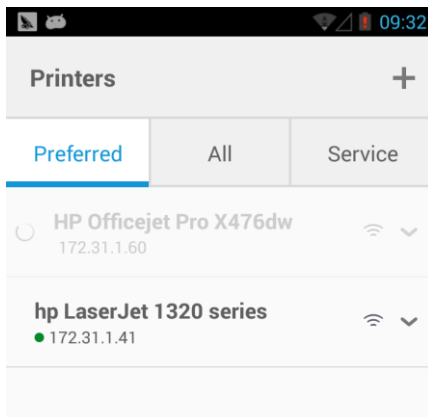 09:32
Printers
Preferred All Service
HP Officejet Pro X476dw
172.31.1.60
hp LaserJet 1320 series
172.31.1.41